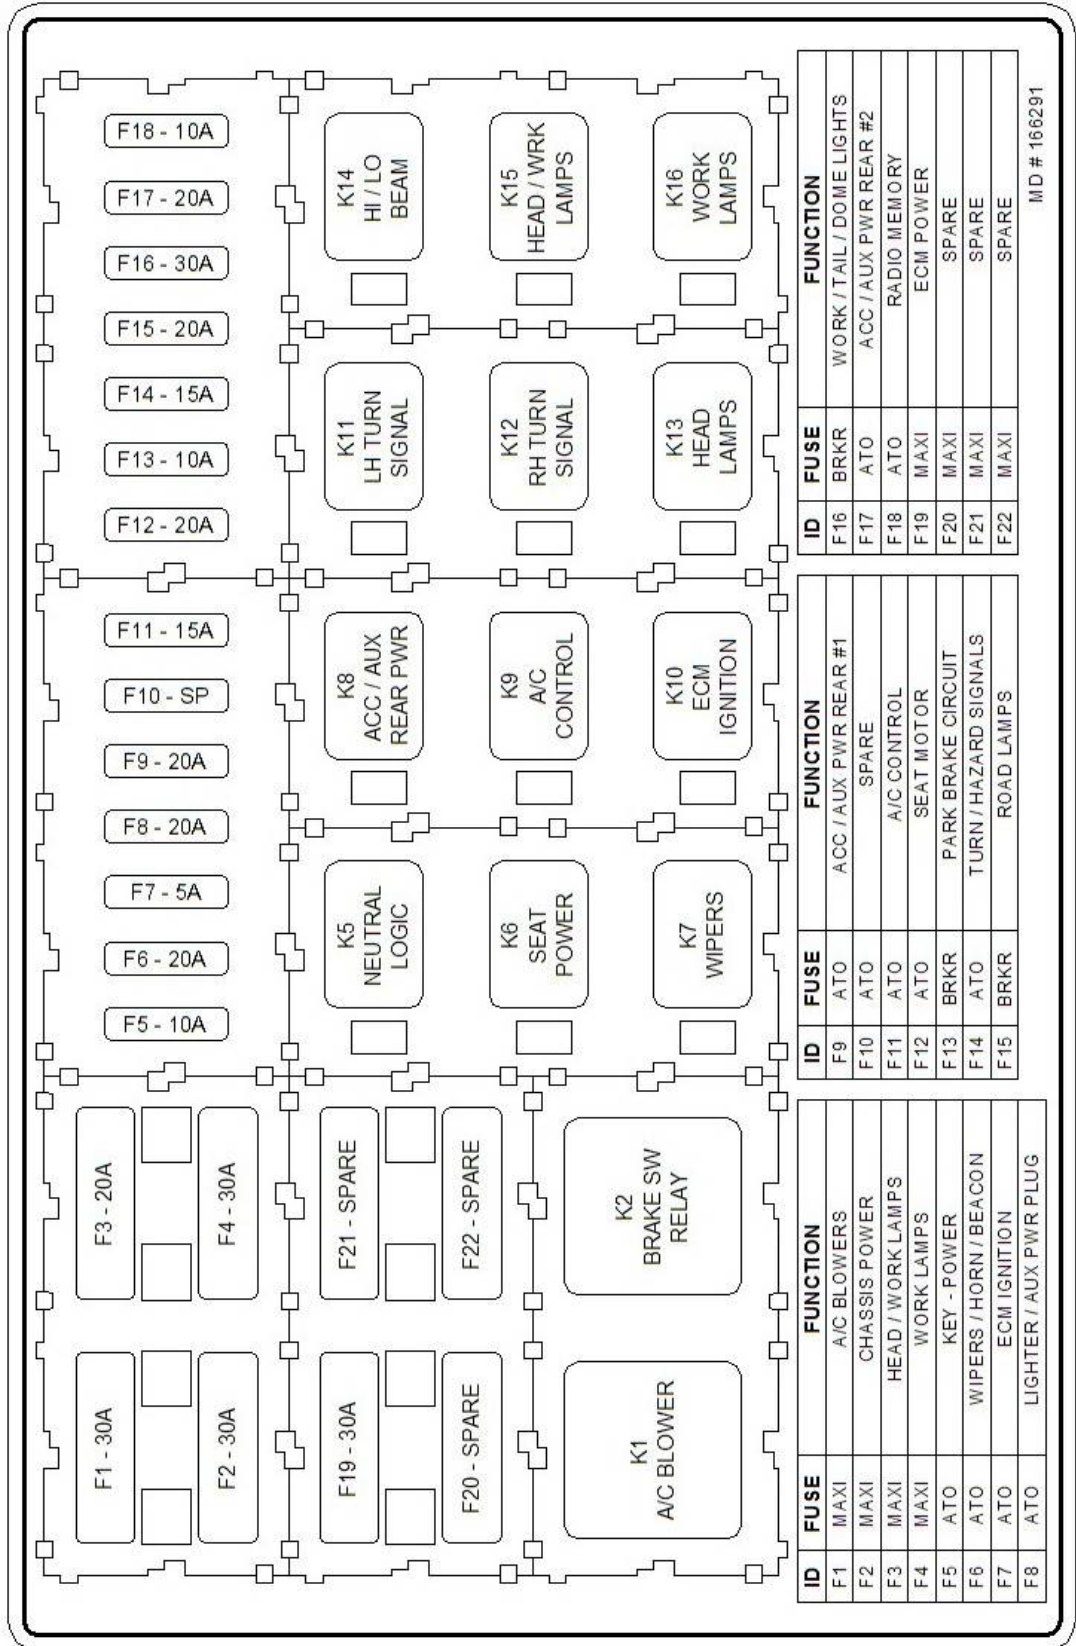 F1 - 30A
F3 - 20A
F5 - 10A
F6 - 20A
F7 - 5A
F8 - 20A
F9 - 20A
F10 - SP
F11 - 15A
F12 - 20A
F13 - 10A
F14 - 15A
F15 - 20A
F16 - 30A
F17 - 20A
F18 - 10A
F2 - 30A
F4 - 30A
F19 - 30A
F21 - SPARE
F20 - SPARE
F22 - SPARE
K1
A/C BLOWER
K2
BRAKE SW
RELAY
K5
NEUTRAL
LOGIC
K6
SEAT
POWER
K7
WIPERS
K8
ACC / AUX
REAR PWR
K9
A/C
CONTROL
K10
ECM
IGNITION
K11
LH TURN
SIGNAL
K12
RH TURN
SIGNAL
K13
HEAD
LAMPS
K14
HI / LO
BEAM
K15
HEAD / WRK
LAMPS
K16
WORK
LAMPS
ID FUSE FUNCTION
F1 MAXI A/C BLOWERS
F2 MAXI CHASSIS POWER
F3 MAXI HEAD / WORK LAMPS
F4 MAXI WORK LAMPS
F5 ATO KEY - POWER
F6 ATO WIPERS / HORN / BEACON
F7 ATO ECM IGNITION
F8 ATO LIGHTER / AUX PWR PLUG
ID FUSE FUNCTION
F9 ATO ACC / AUX PWR REAR #1
F10 ATO SPARE
F11 ATO A/C CONTROL
F12 ATO SEAT MOTOR
F13 BRKR PARK BRAKE CIRCUIT
F14 ATO TURN / HAZARD SIGNALS
F15 BRKR ROAD LAMPS
ID FUSE FUNCTION
F16 BRKR WORK / TAIL / DOME LIGHTS
F17 ATO ACC / AUX PWR REAR #2
F18 ATO RADIO MEMORY
F19 MAXI ECM POWER
F20 MAXI SPARE
F21 MAXI SPARE
F22 MAXI SPARE
MD # 166291